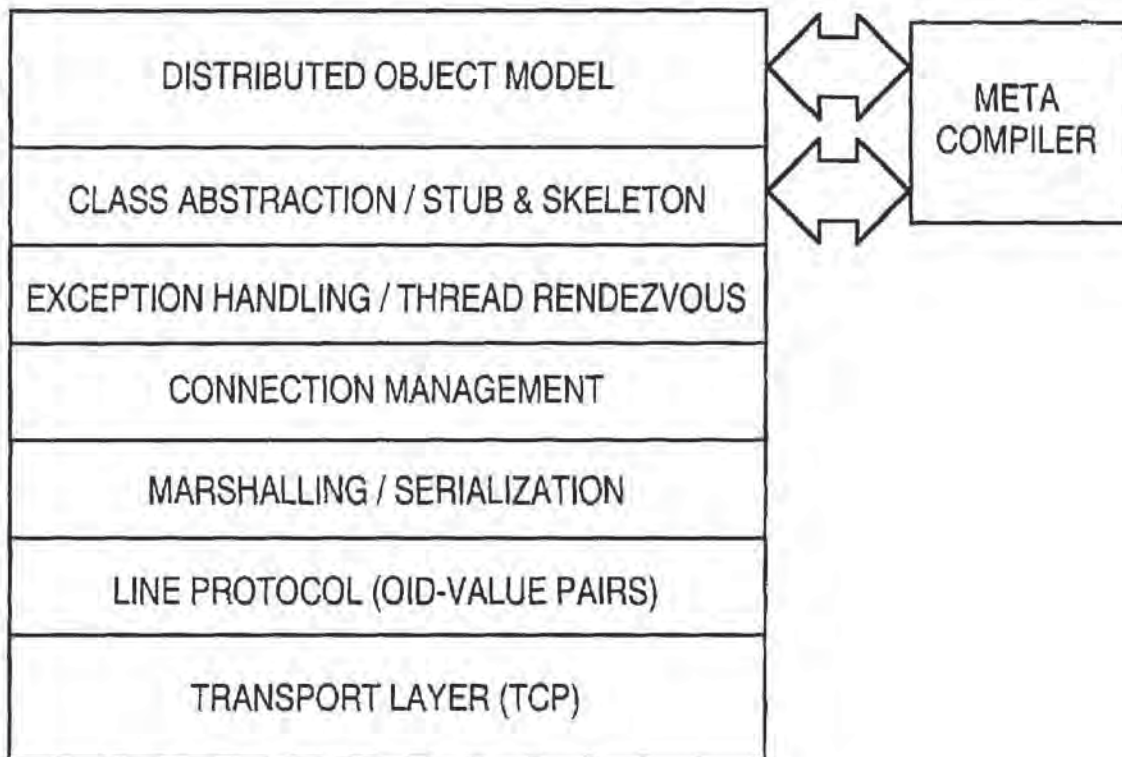 DISTRIBUTED OBJECT MODEL
META
COMPILER
CLASS ABSTRACTION / STUB & SKELETON
EXCEPTION HANDLING / THREAD RENDEZVOUS
CONNECTION MANAGEMENT
MARSHALLING / SERIALIZATION
LINE PROTOCOL (OID-VALUE PAIRS)
TRANSPORT LAYER (TCP)